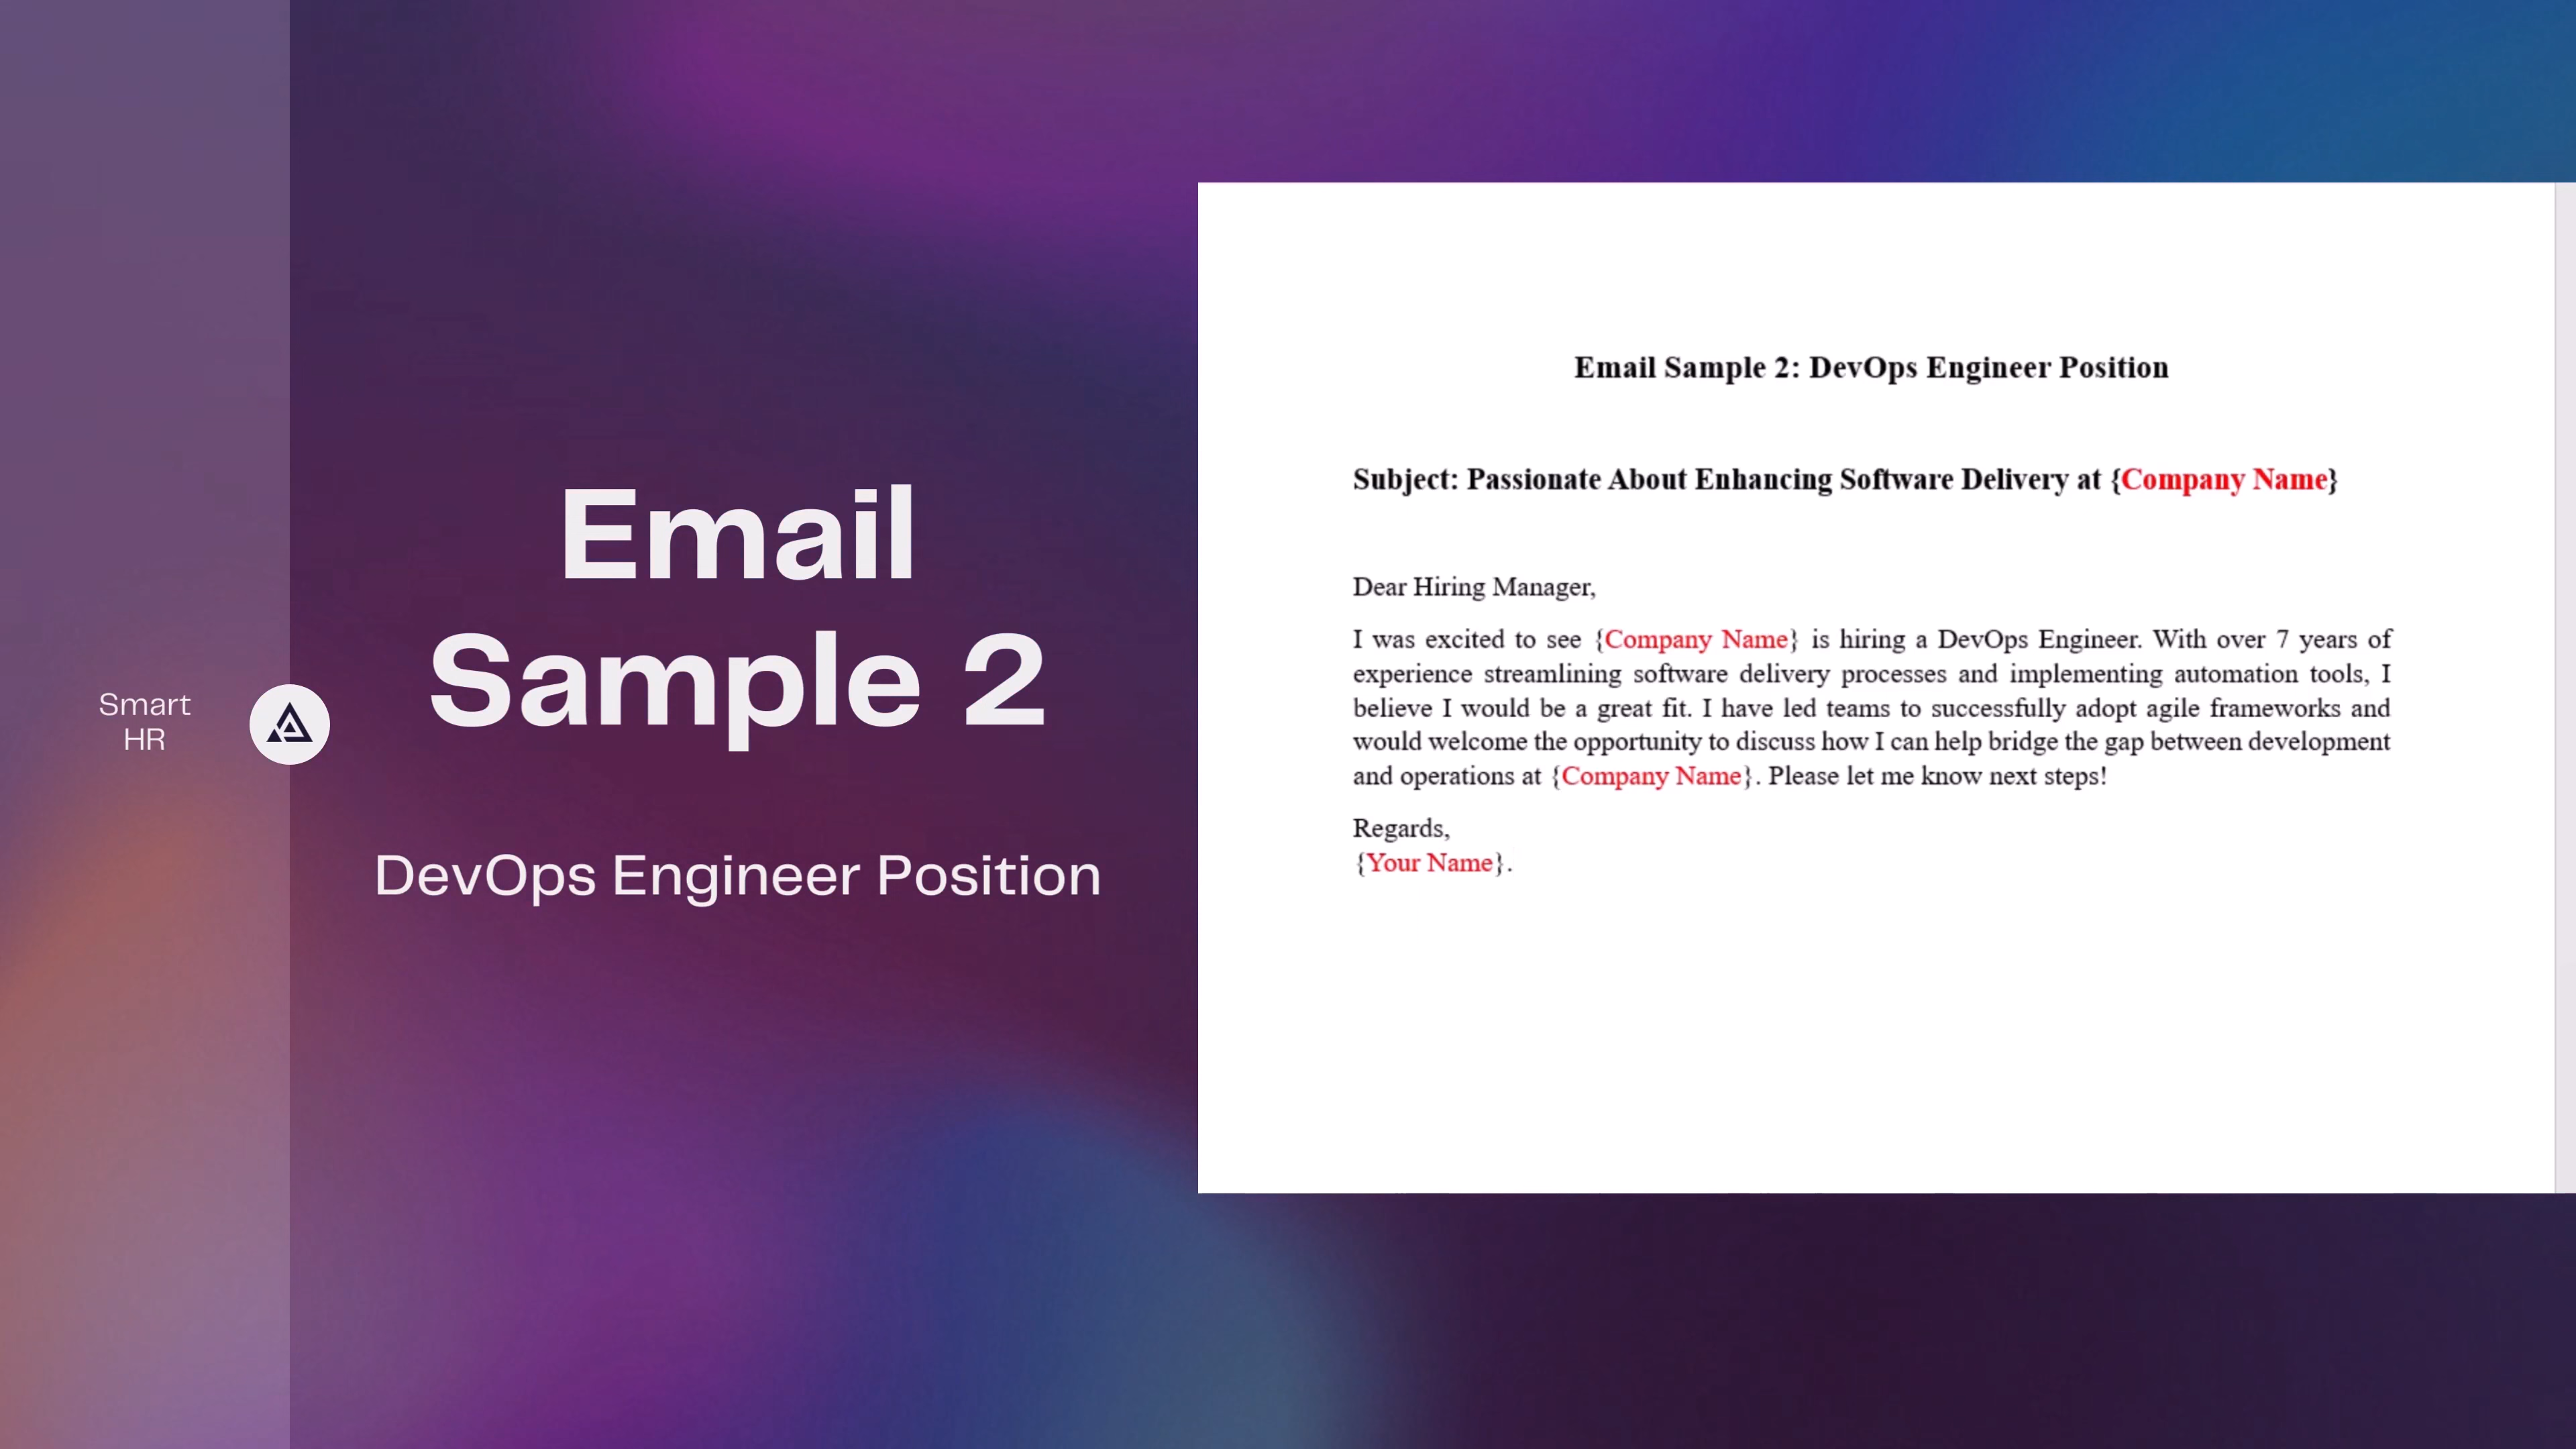 Smart
HR
Email
Sample 2
DevOps Engineer Position
Email Sample 2: DevOps Engineer Position
Subject: Passionate About Enhancing Software Delivery at {Company Name}
Dear Hiring Manager,
I was excited to see {Company Name} is hiring a DevOps Engineer. With over 7 years of
experience streamlining software delivery processes and implementing automation tools, I
believe I would be a great fit. I have led teams to successfully adopt agile frameworks and
would welcome the opportunity to discuss how I can help bridge the gap between development
and operations at {Company Name}. Please let me know next steps!
Regards,
{Your Name}.